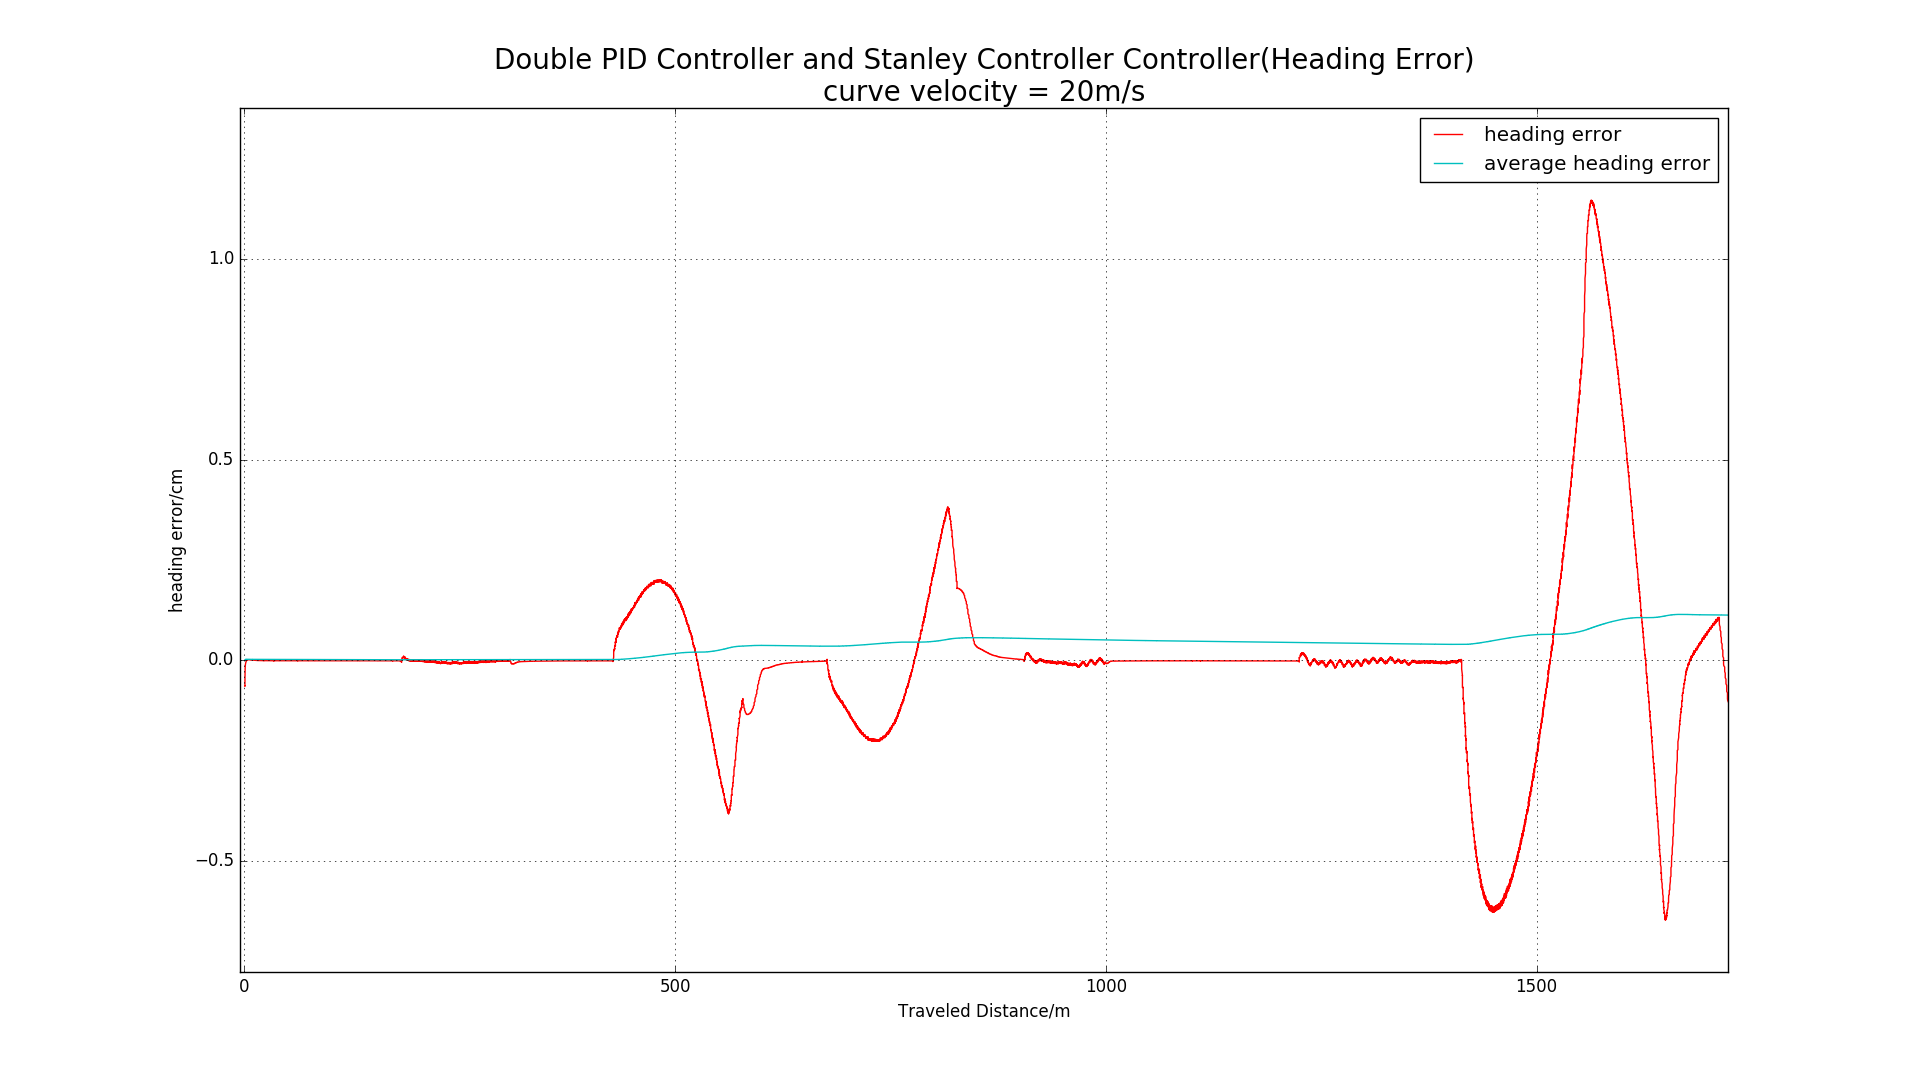 Double PID Controller and Stanley Controller Controller(Heading Error)
curve velocity = 20m/s
heading error
average heading error
1.0
0.5
0.0
−0.5
heading error/cm
0 500 1000 1500
Traveled Distance/m